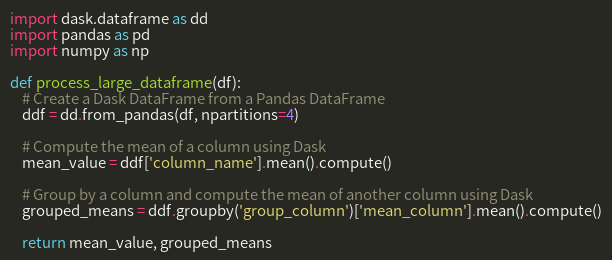 import dask.dataframe as dd
import pandas as pd
import numpy as np

def process_large_dataframe(df):
    # Create a Dask DataFrame from a Pandas DataFrame
    ddf = dd.from_pandas(df, npartitions=4)

    # Compute the mean of a column using Dask
    mean_value = ddf['column_name'].mean().compute()

    # Group by a column and compute the mean of another column using Dask
    grouped_means = ddf.groupby('group_column')['mean_column'].mean().compute()

    return mean_value, grouped_means